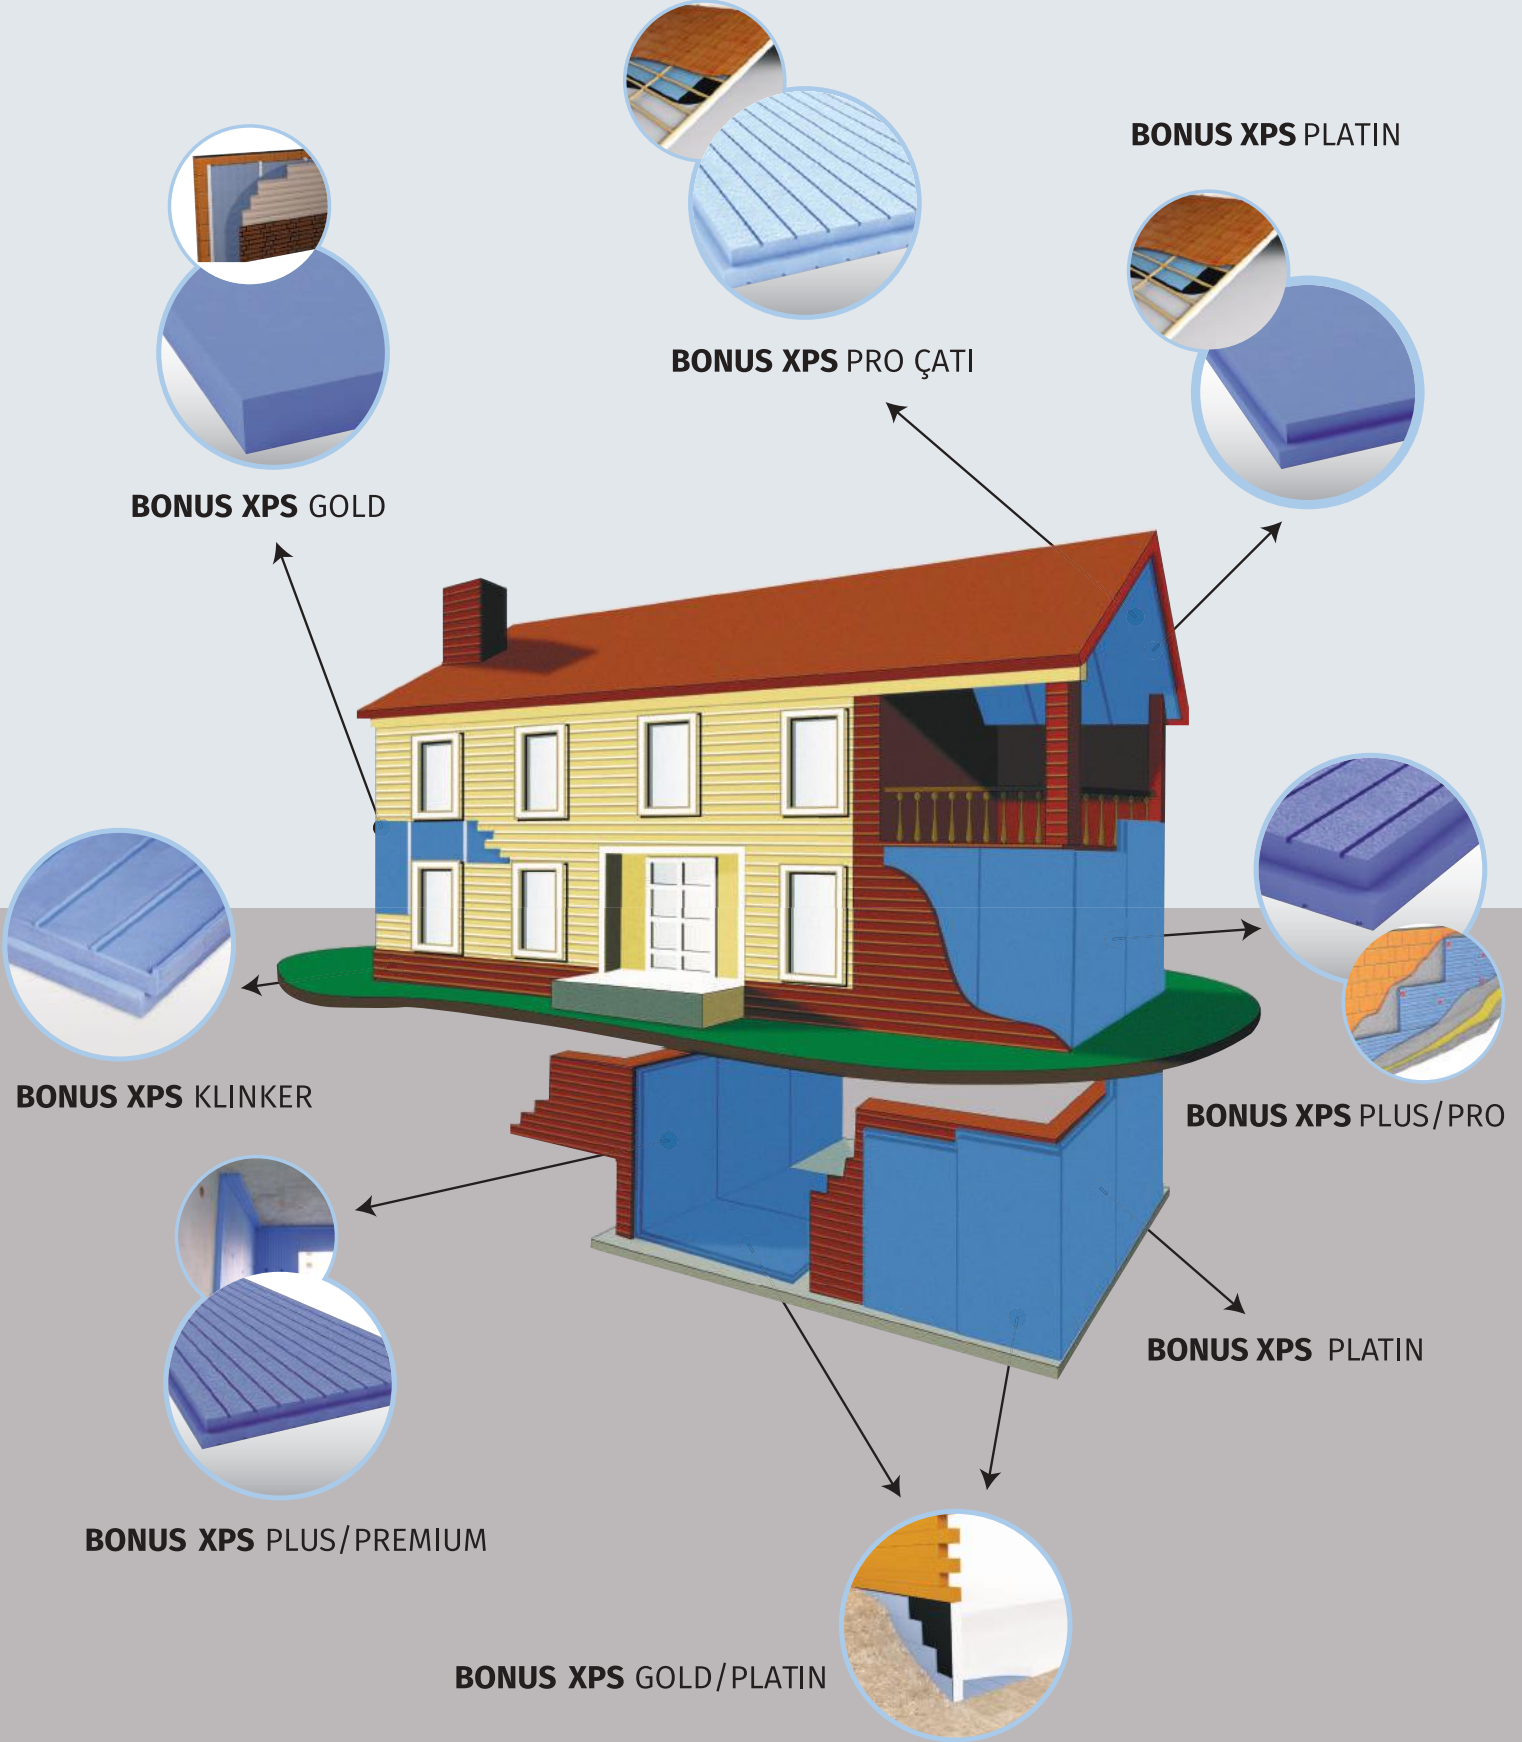 BONUS XPS PLATIN
BONUS XPS PRO ÇATI
BONUS XPS GOLD
BONUS XPS KLINKER
BONUS XPS PLUS/PRO
BONUS XPS PLATIN
BONUS XPS PLUS/PREMIUM
BONUS XPS GOLD/PLATIN